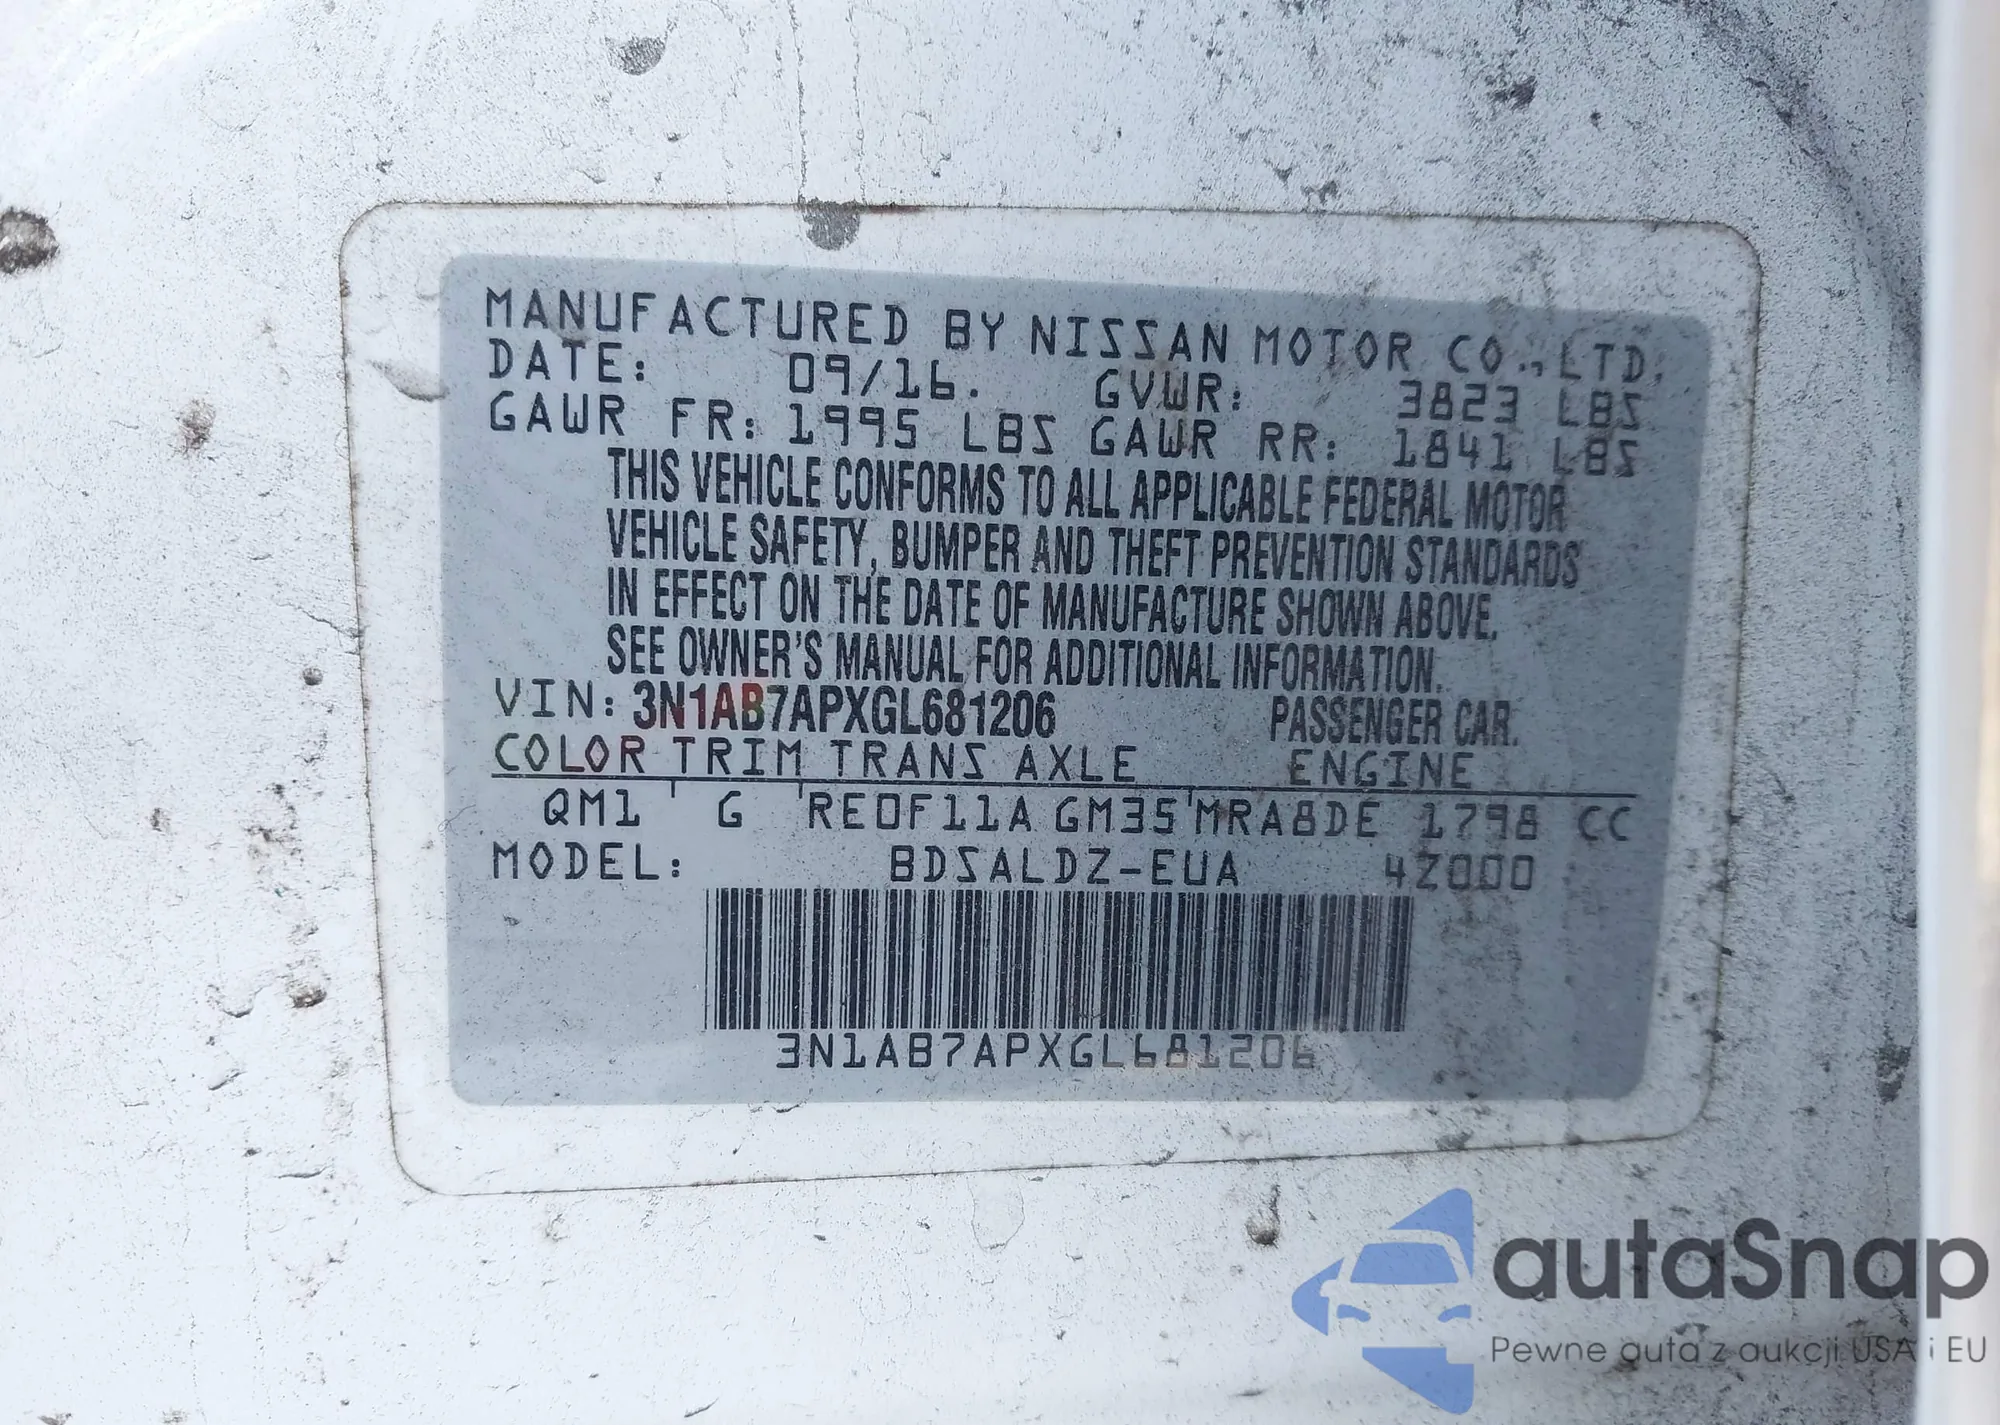 MANUFACTURED BY NISSAN MOTOR CO.,LTD.
DATE: 09/16. GVWR: 3823 LBS
GAWR FR: 1995 LBS GAWR RR: 1841 LBS
THIS VEHICLE CONFORMS TO ALL APPLICABLE FEDERAL MOTOR
VEHICLE SAFETY, BUMPER AND THEFT PREVENTION STANDARDS
IN EFFECT ON THE DATE OF MANUFACTURE SHOWN ABOVE.
SEE OWNER'S MANUAL FOR ADDITIONAL INFORMATION.
VIN: 3N1AB7APXGL681206 PASSENGER CAR.
COLOR TRIM TRANS AXLE ENGINE
QM1 G RE0F11A GM35 MRA8DE 1798 CC
MODEL: BDSALDZ-EUA 4Z000
3N1AB7APXGL681206
autaSnap
Pewne auta z aukcji USA i EU